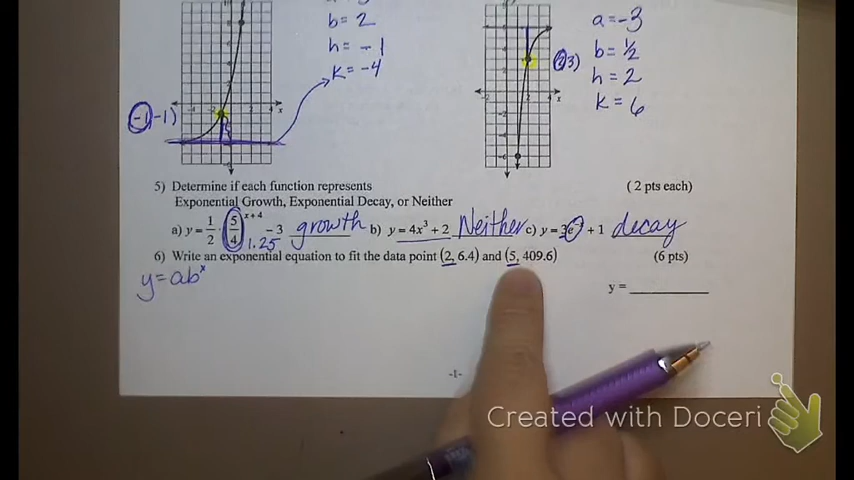 b = 2
h = -1
k = -4
(-1, -1)
a = -3
b = ½
(2, 3)
h = 2
k = 6
5) Determine if each function represents ( 2 pts each)
Exponential Growth, Exponential Decay, or Neither
a) y = 1/2 · (5/4)^(x+4) - 3 growth b) y = 4x³ + 2 Neither c) y = 3e + 1 decay
1.25
6) Write an exponential equation to fit the data point (2, 6.4) and (5, 409.6) (6 pts)
y = ab^x
y =
-1-
Created with Doceri